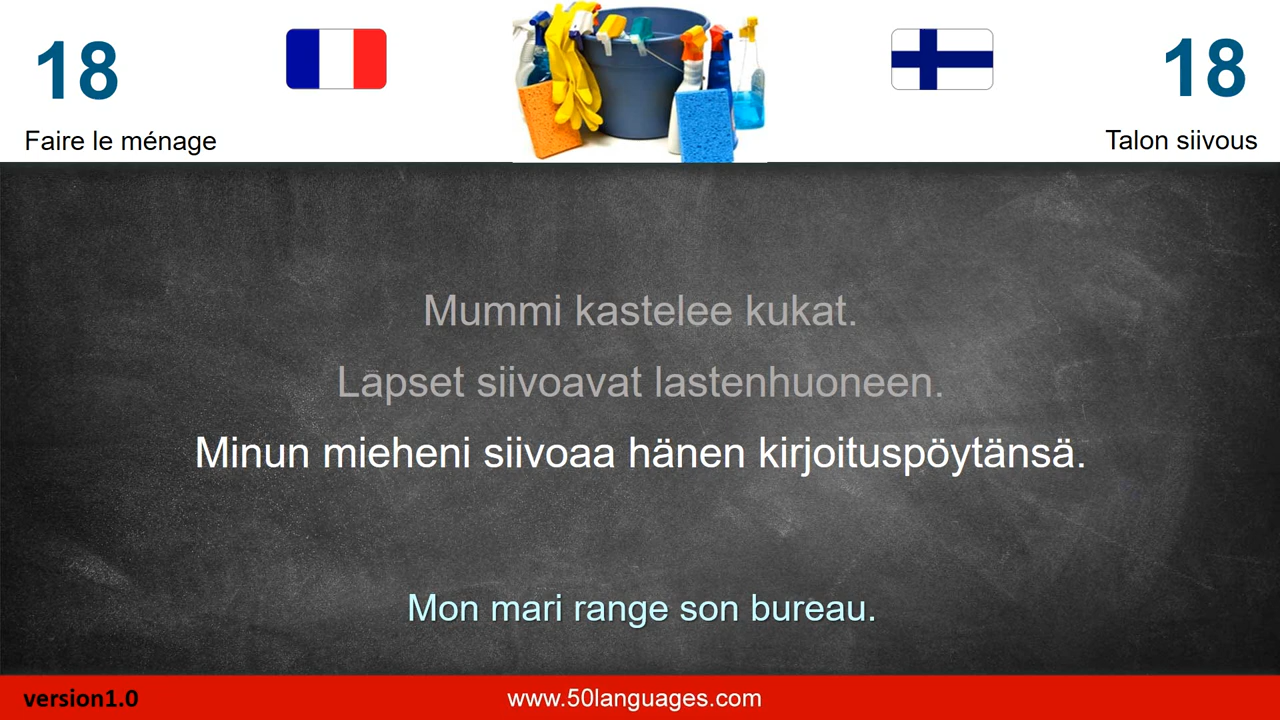 18
18
Faire le ménage
Talon siivous
Mummi kastelee kukat.
Lapset siivoavat lastenhuoneen.
Minun mieheni siivoaa hänen kirjoituspöytänsä.
Mon mari range son bureau.
version1.0
www.50languages.com